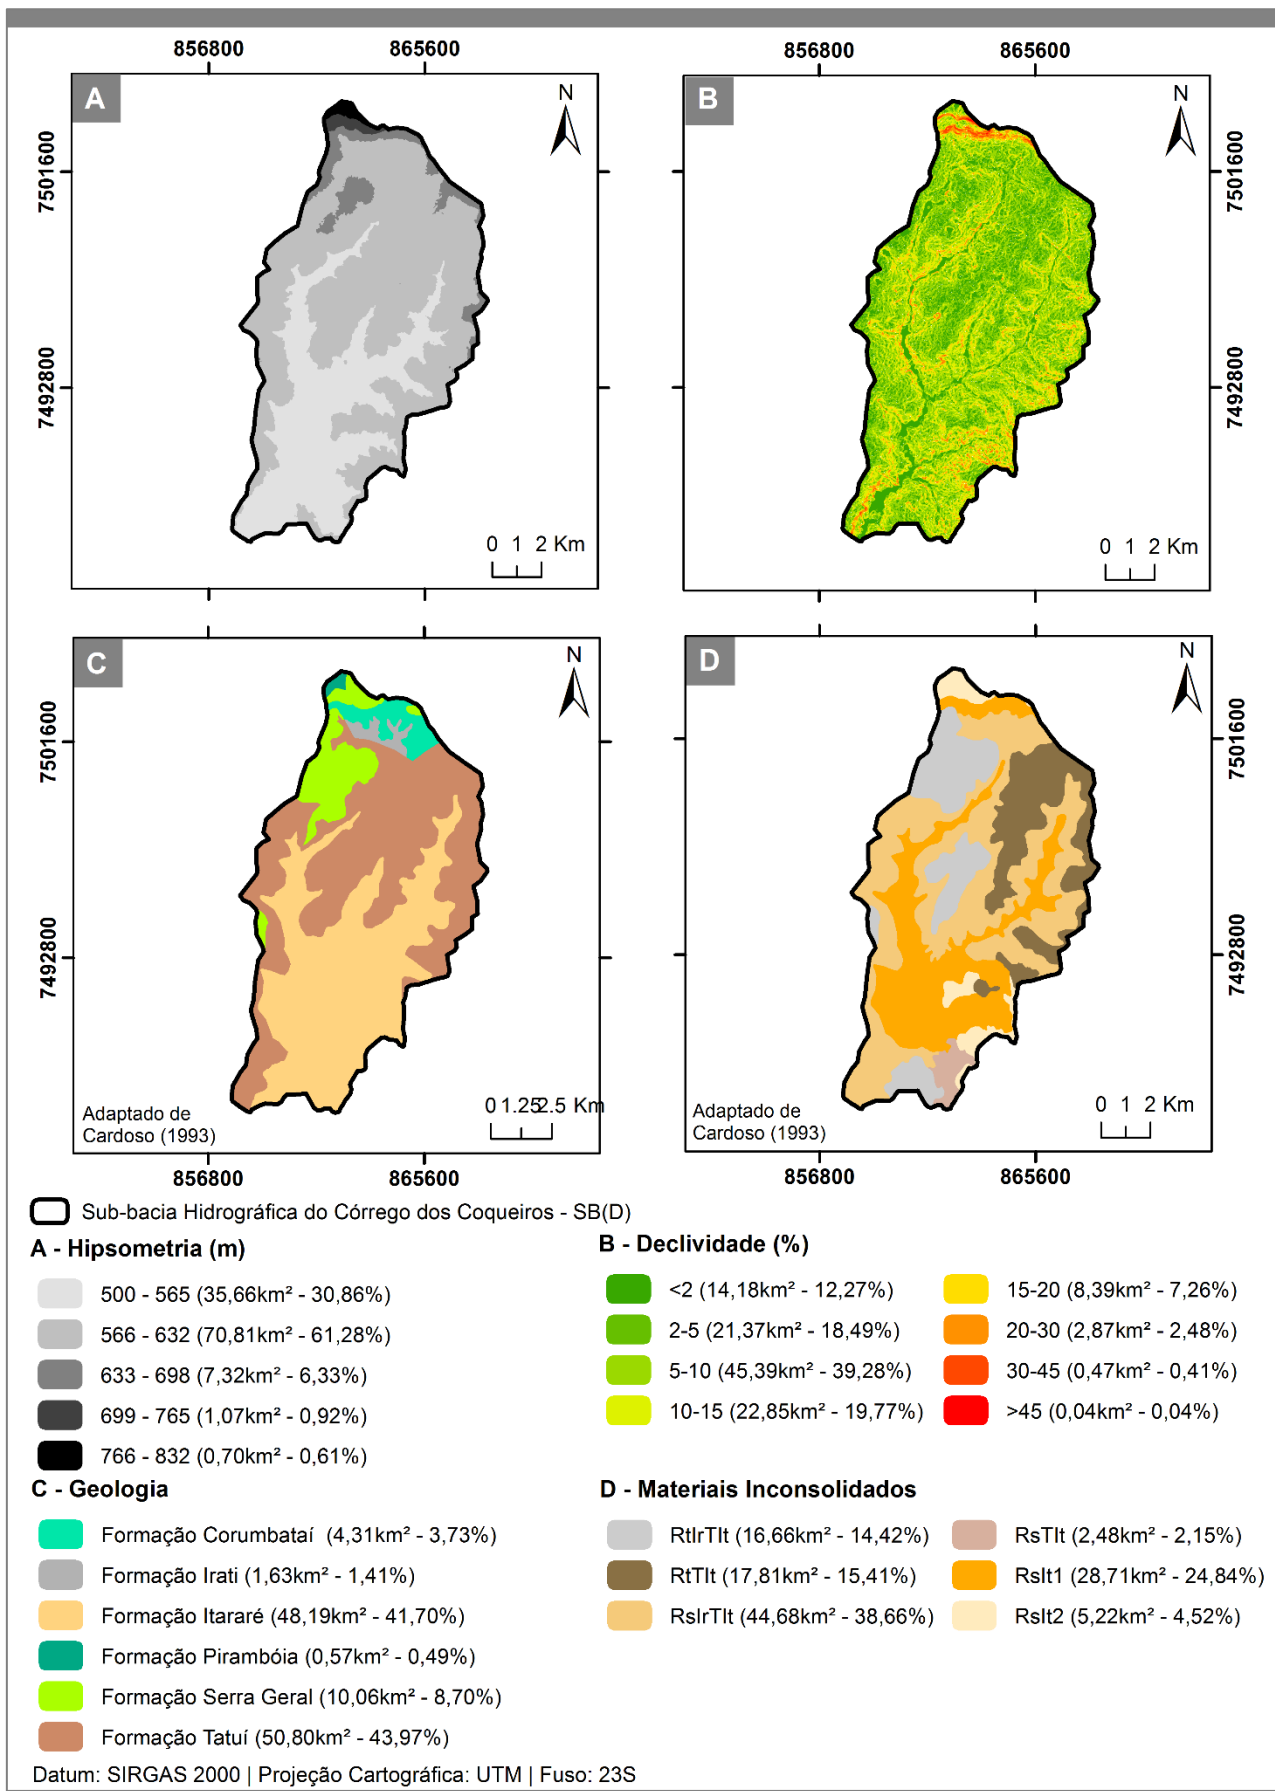 856800 865600 856800 865600
A N B N
7501600 7501600
7492800 7492800
0 1 2 Km 0 1 2 Km
C N D N
7501600 7501600
7492800 7492800
Adaptado de
Cardoso (1993)
0 1.25 2.5 Km
Adaptado de
Cardoso (1993)
0 1 2 Km
856800 865600 856800 865600
Sub-bacia Hidrográfica do Córrego dos Coqueiros - SB(D)
A - Hipsometria (m)
500 - 565 (35,66km² - 30,86%)
566 - 632 (70,81km² - 61,28%)
633 - 698 (7,32km² - 6,33%)
699 - 765 (1,07km² - 0,92%)
766 - 832 (0,70km² - 0,61%)
B - Declividade (%)
<2 (14,18km² - 12,27%)
2-5 (21,37km² - 18,49%)
5-10 (45,39km² - 39,28%)
10-15 (22,85km² - 19,77%)
15-20 (8,39km² - 7,26%)
20-30 (2,87km² - 2,48%)
30-45 (0,47km² - 0,41%)
>45 (0,04km² - 0,04%)
C - Geologia
Formação Corumbataí (4,31km² - 3,73%)
Formação Irati (1,63km² - 1,41%)
Formação Itararé (48,19km² - 41,70%)
Formação Pirambóia (0,57km² - 0,49%)
Formação Serra Geral (10,06km² - 8,70%)
Formação Tatuí (50,80km² - 43,97%)
D - Materiais Inconsolidados
RtIrTIt (16,66km² - 14,42%)
RtTIt (17,81km² - 15,41%)
RsIrTIt (44,68km² - 38,66%)
RsTIt (2,48km² - 2,15%)
RsIt1 (28,71km² - 24,84%)
RsIt2 (5,22km² - 4,52%)
Datum: SIRGAS 2000 | Projeção Cartográfica: UTM | Fuso: 23S